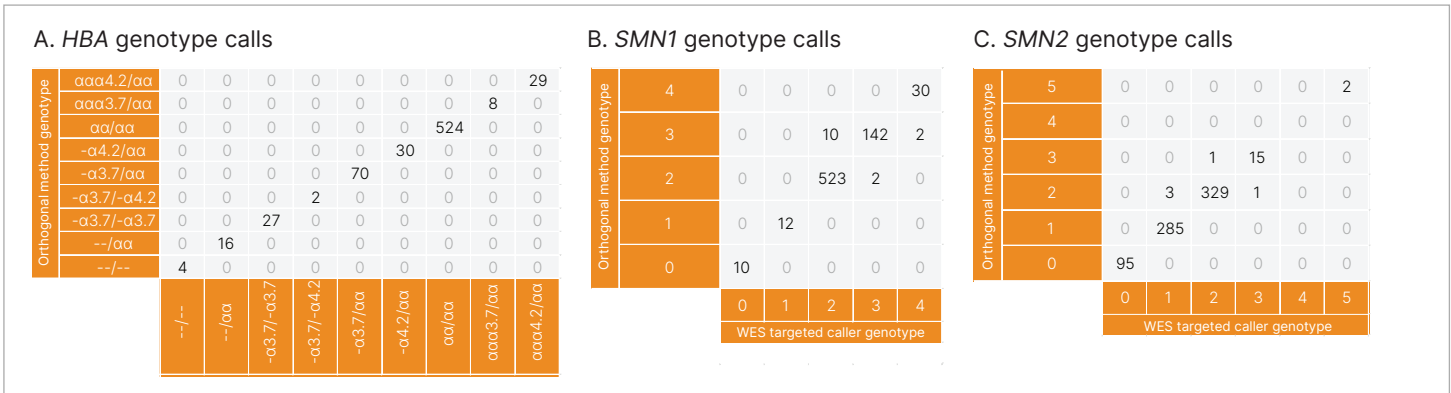 A. HBA genotype calls
Orthogonal method genotype
ααα4.2/αα 0 0 0 0 0 0 0 0 29
ααα3.7/αα 0 0 0 0 0 0 0 8 0
αα/αα 0 0 0 0 0 0 524 0 0
-α4.2/αα 0 0 0 0 0 30 0 0 0
-α3.7/αα 0 0 0 0 70 0 0 0 0
-α3.7/-α4.2 0 0 0 2 0 0 0 0 0
-α3.7/-α3.7 0 0 27 0 0 0 0 0 0
--/αα 0 16 0 0 0 0 0 0 0
--/-- 4 0 0 0 0 0 0 0 0
--/-- --/αα -α3.7/-α3.7 -α3.7/-α4.2 -α3.7/αα -α4.2/αα αα/αα ααα3.7/αα ααα4.2/αα
B. SMN1 genotype calls
Orthogonal method genotype
4 0 0 0 0 30
3 0 0 10 142 2
2 0 0 523 2 0
1 0 12 0 0 0
0 10 0 0 0 0
0 1 2 3 4
WES targeted caller genotype
C. SMN2 genotype calls
Orthogonal method genotype
5 0 0 0 0 0 2
4 0 0 0 0 0 0
3 0 0 1 15 0 0
2 0 3 329 1 0 0
1 0 285 0 0 0 0
0 95 0 0 0 0 0
0 1 2 3 4 5
WES targeted caller genotype